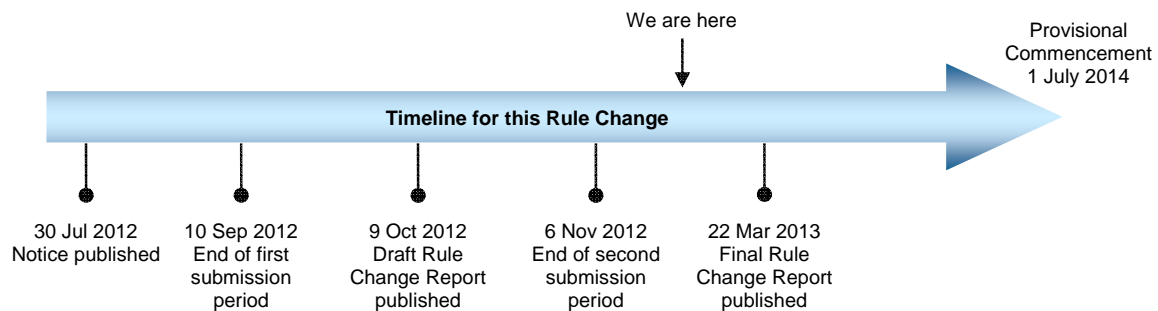 We are here
Provisional
Commencement
1 July 2014
Timeline for this Rule Change
30 Jul 2012
Notice published
10 Sep 2012
End of first
submission
period
9 Oct 2012
Draft Rule
Change Report
published
6 Nov 2012
End of second
submission
period
22 Mar 2013
Final Rule
Change Report
published